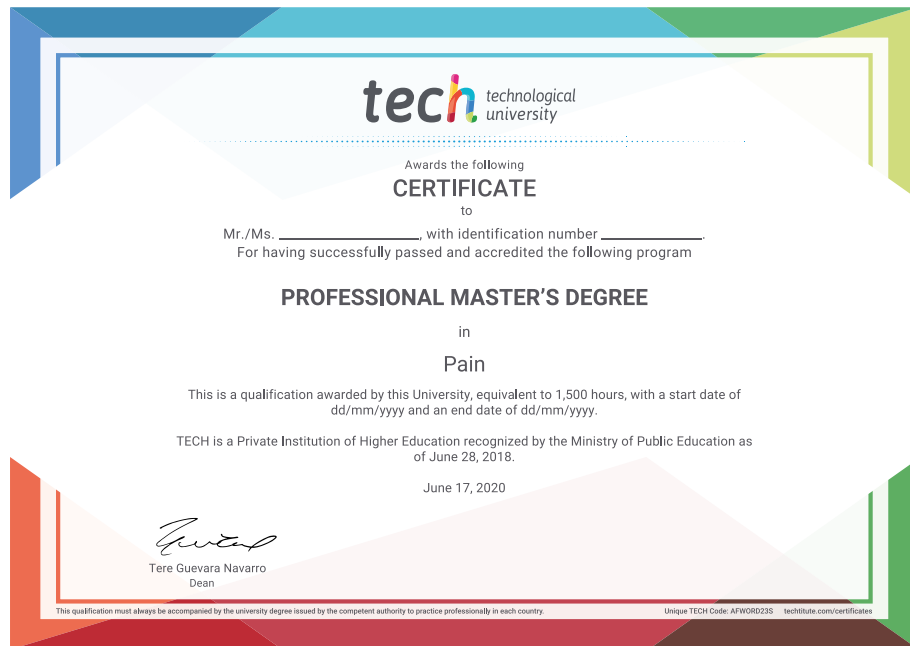 tech technological
university
Awards the following
CERTIFICATE
to
Mr./Ms. ____________________, with identification number ______________.
For having successfully passed and accredited the following program
PROFESSIONAL MASTER'S DEGREE
in
Pain
This is a qualification awarded by this University, equivalent to 1,500 hours, with a start date of
dd/mm/yyyy and an end date of dd/mm/yyyy.
TECH is a Private Institution of Higher Education recognized by the Ministry of Public Education as
of June 28, 2018.
June 17, 2020
Tere Guevara Navarro
Dean
This qualification must always be accompanied by the university degree issued by the competent authority to practice professionally in each country.
Unique TECH Code: AFWORD23S techtitute.com/certificates